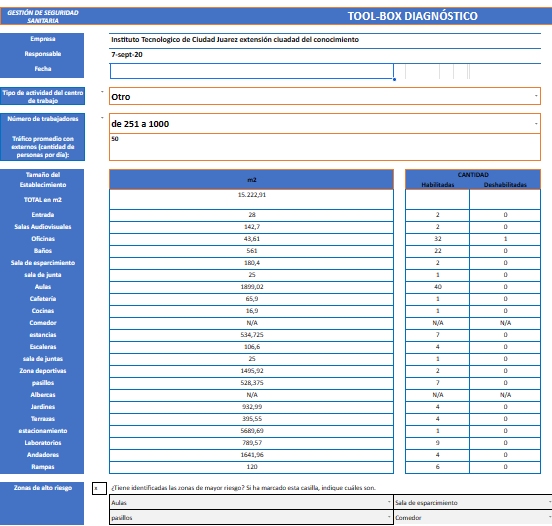 GESTIÓN DE SEGURIDAD SANITARIA TOOL-BOX DIAGNÓSTICO
Empresa Instituto Tecnologico de Ciudad Juarez extensión cluadad del conocimiento
Responsable 7-sept-20
Fecha
Tipo de actividad del centro de trebajo Otro
Número de trabajadores de 251 a 1000
Tráfico promedio con externos (cantidad de personas por día): 50
Tamaño del Establecimiento m2 CANTIDAD
Habilitadas Deshabilitadas
TOTAL en m2 15.222,91
Entrada 28 2 0
Salas Audiovisuales 142,7 2 0
Oficinas 43,61 32 1
Baños 561 22 0
Sala de esparcimiento 180,4 2 0
sala de junta 25 1 0
Aulas 1899,02 40 0
Cafetería 65,9 1 0
Cocinas 16,9 1 0
Comedor N/A N/A N/A
estancias 534,725 7 0
Escaleras 106,6 4 0
sala de juntas 25 1 0
Zona deportivas 1495,92 2 0
pasillos 528,375 7 0
Albercas N/A N/A N/A
Jardines 932,99 4 0
Terrazas 395,55 4 0
estacionamiento 5689,69 1 0
Laboratorios 789,57 9 0
Andadores 1641,96 4 0
Rampas 120 6 0
Zonas de alto riesgo x ¿Tiene identificadas las zonas de mayor riesgo? Si ha marcado esta casilla, indique cuáles son.
Aulas Sala de esparcimiento
pasillos Comedor